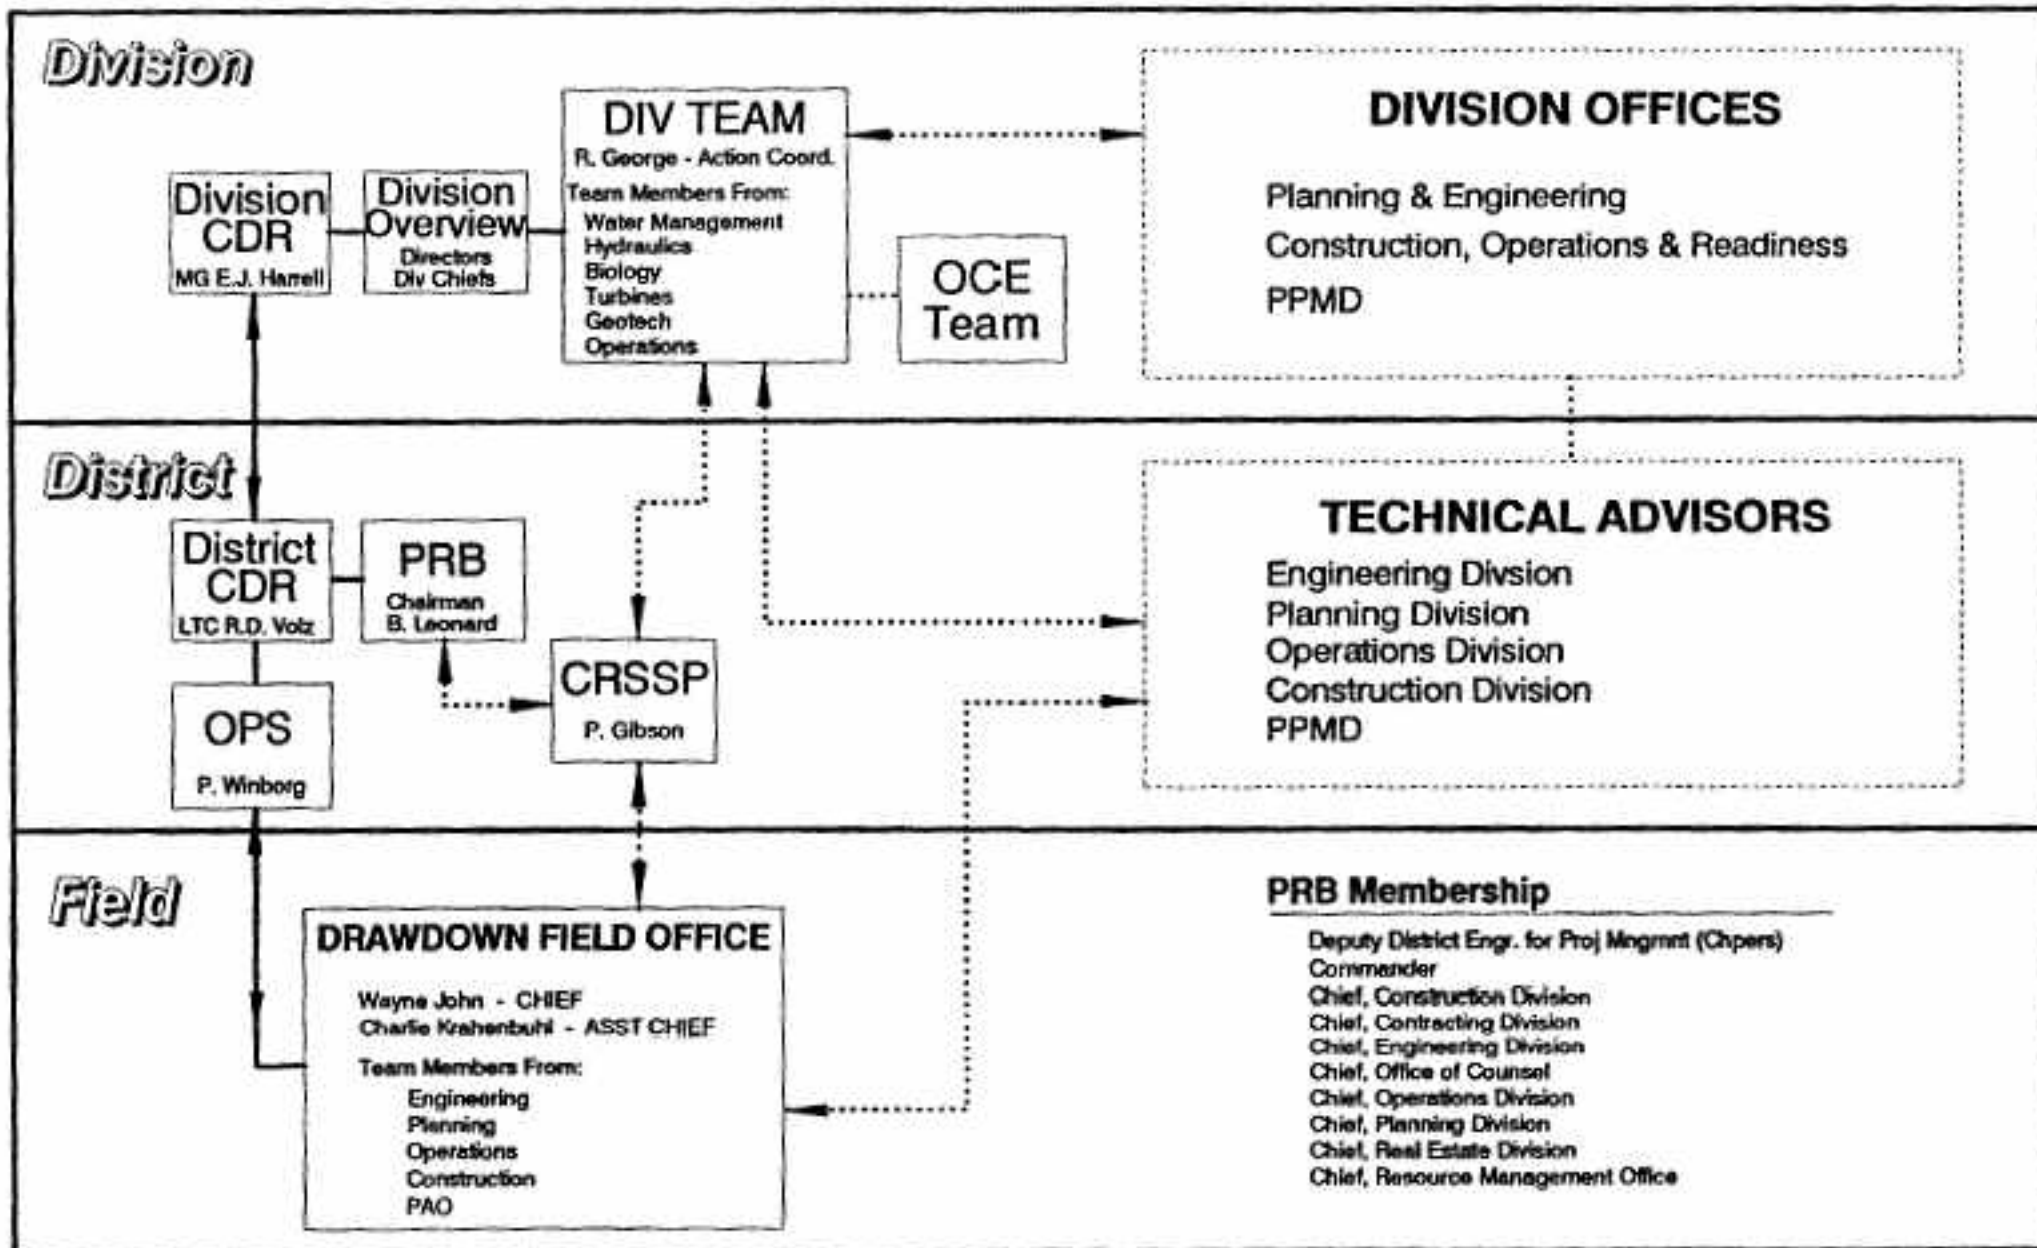 Division
Division
CDR
MG E.J. Harrell
Division
Overview
Directors
Div Chiefs
DIV TEAM
R. George - Action Coord.
Team Members From:
Water Management
Hydraulics
Biology
Turbines
Geotech
Operations
OCE
Team
DIVISION OFFICES
Planning & Engineering
Construction, Operations & Readiness
PPMD
District
District
CDR
LTC R.D. Volz
PRB
Chairman
B. Leonard
OPS
P. Winborg
CRSSP
P. Gibson
TECHNICAL ADVISORS
Engineering Divsion
Planning Division
Operations Division
Construction Division
PPMD
Field
DRAWDOWN FIELD OFFICE
Wayne John - CHIEF
Charlie Krahenbuhl - ASST CHIEF
Team Members From:
Engineering
Planning
Operations
Construction
PAO
PRB Membership
Deputy District Engr. for Proj Mngmnt (Chpers)
Commander
Chief, Construction Division
Chief, Contracting Division
Chief, Engineering Division
Chief, Office of Counsel
Chief, Operations Division
Chief, Planning Division
Chief, Real Estate Division
Chief, Resource Management Office